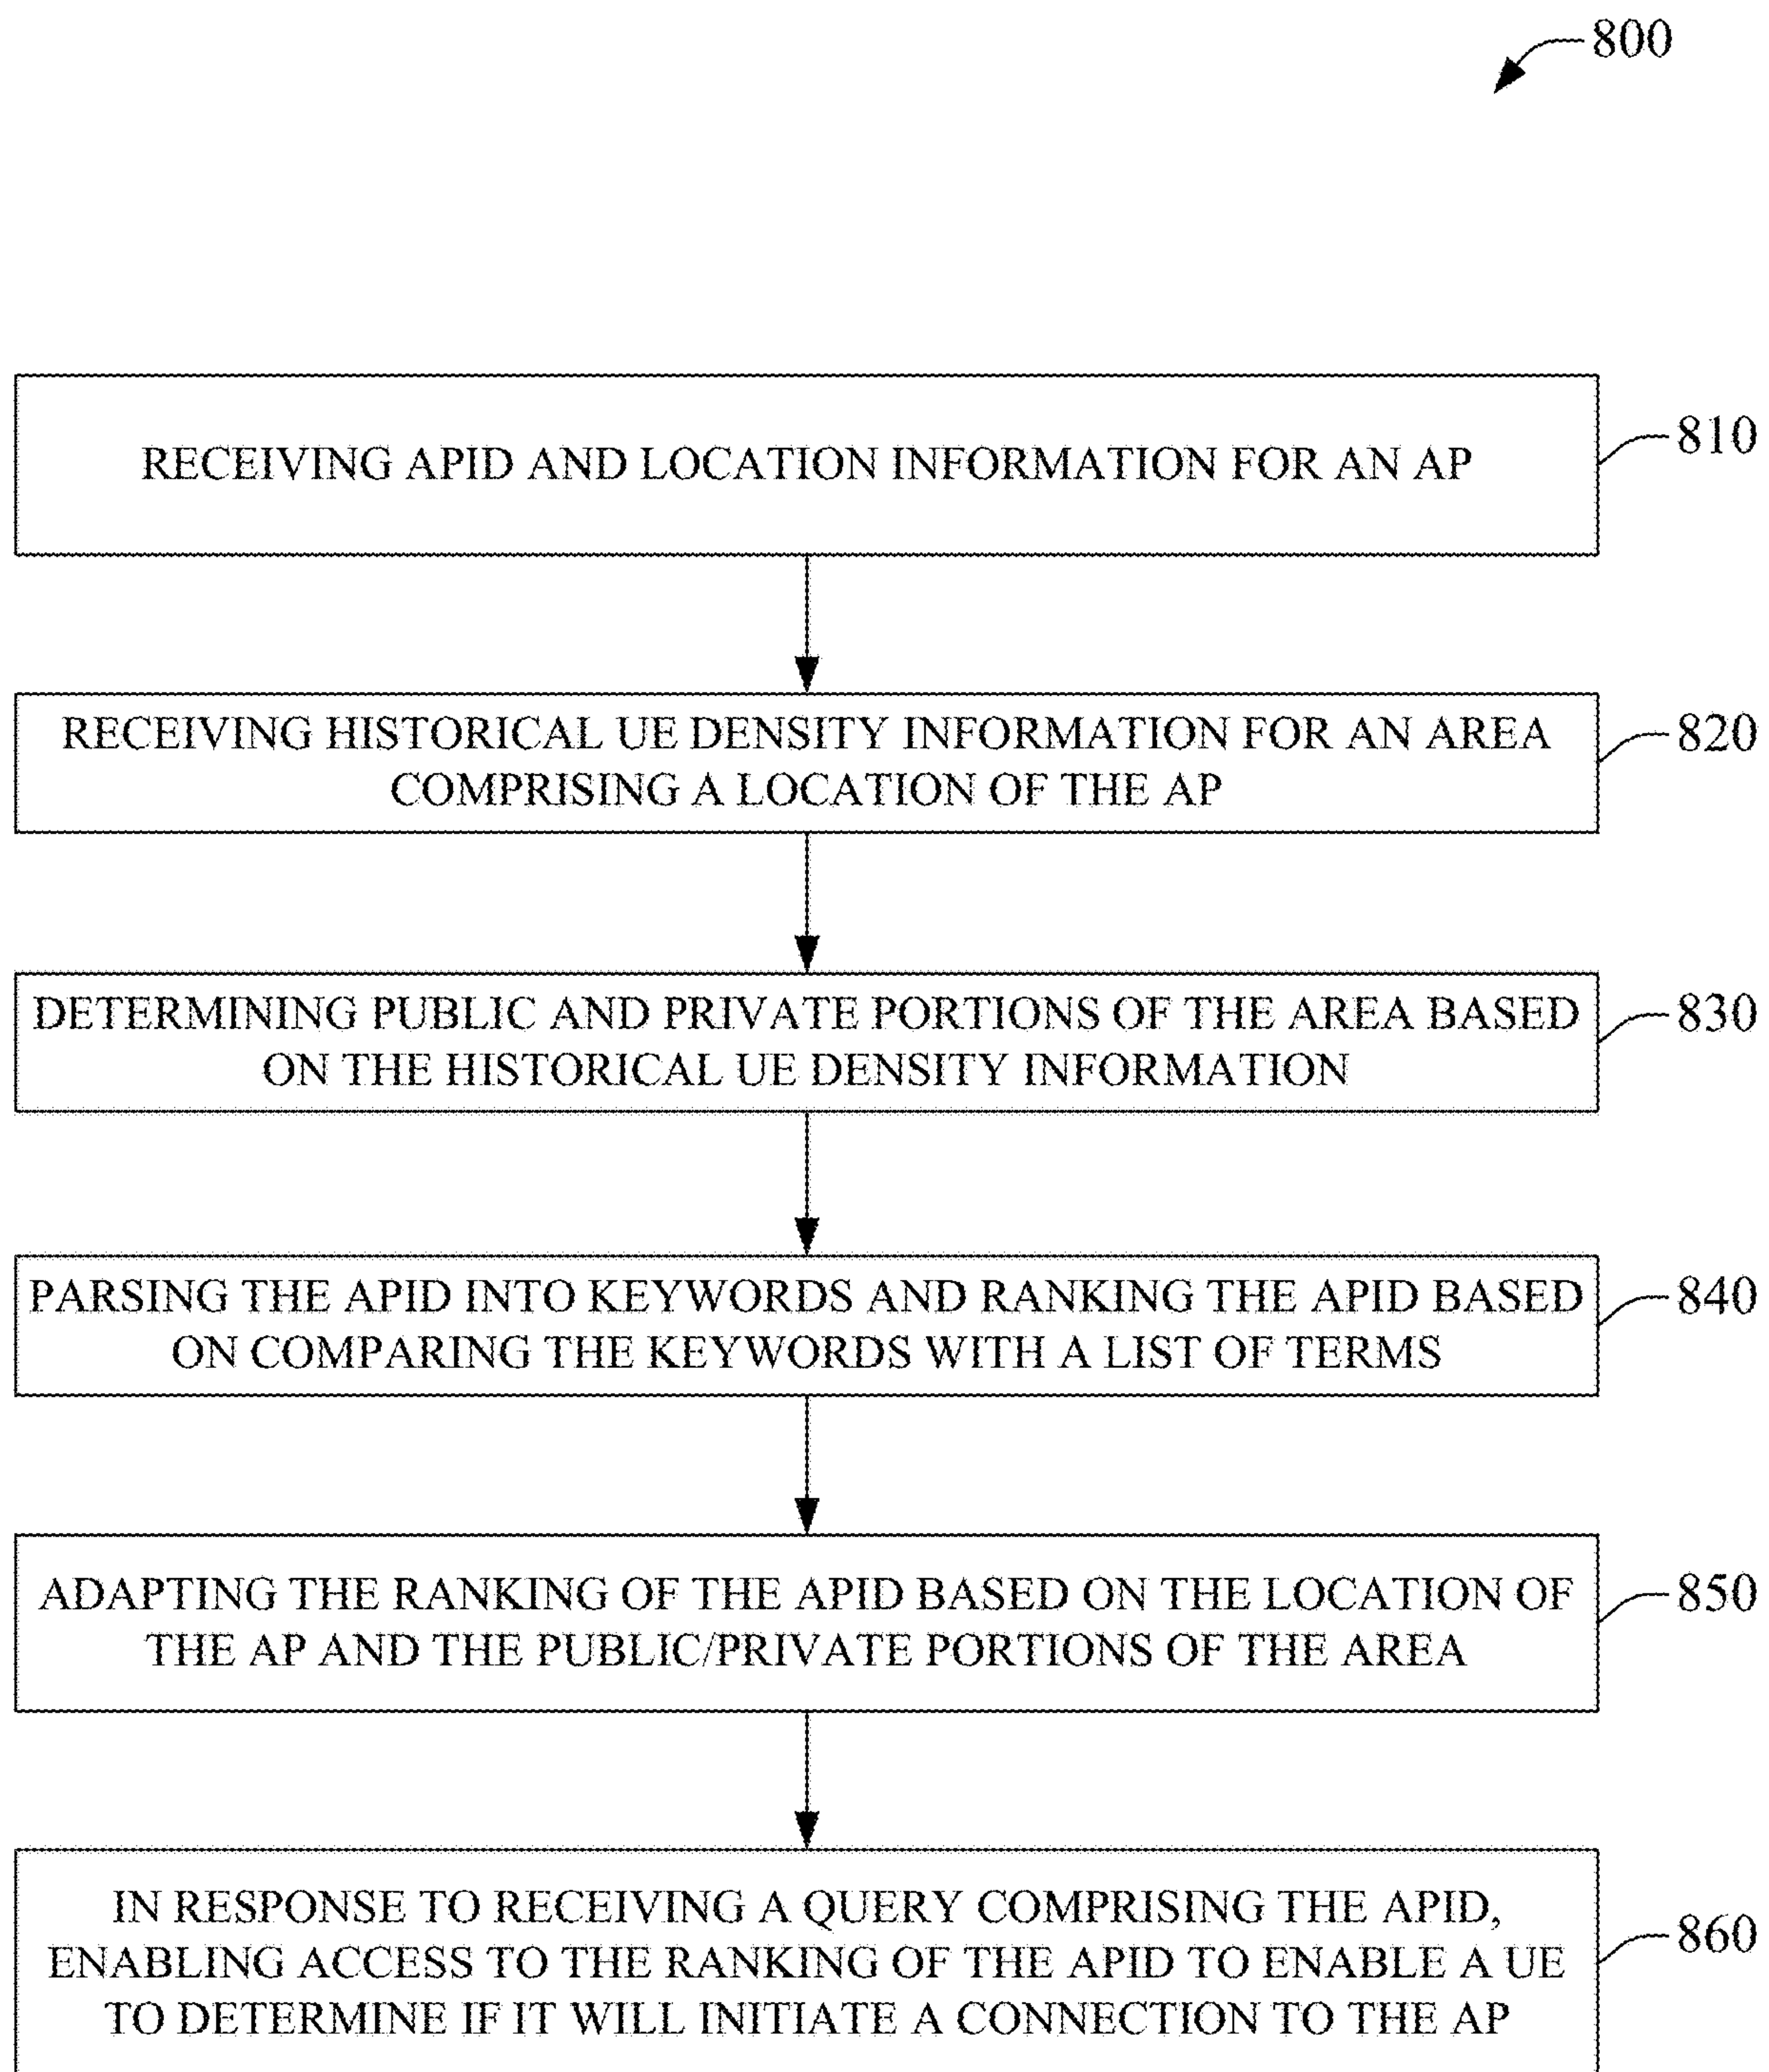 800
RECEIVING APID AND LOCATION INFORMATION FOR AN AP
810
RECEIVING HISTORICAL UE DENSITY INFORMATION FOR AN AREA
COMPRISING A LOCATION OF THE AP
820
DETERMINING PUBLIC AND PRIVATE PORTIONS OF THE AREA BASED
ON THE HISTORICAL UE DENSITY INFORMATION
830
PARSING THE APID INTO KEYWORDS AND RANKING THE APID BASED
ON COMPARING THE KEYWORDS WITH A LIST OF TERMS
840
ADAPTING THE RANKING OF THE APID BASED ON THE LOCATION OF
THE AP AND THE PUBLIC/PRIVATE PORTIONS OF THE AREA
850
IN RESPONSE TO RECEIVING A QUERY COMPRISING THE APID,
ENABLING ACCESS TO THE RANKING OF THE APID TO ENABLE A UE
TO DETERMINE IF IT WILL INITIATE A CONNECTION TO THE AP
860